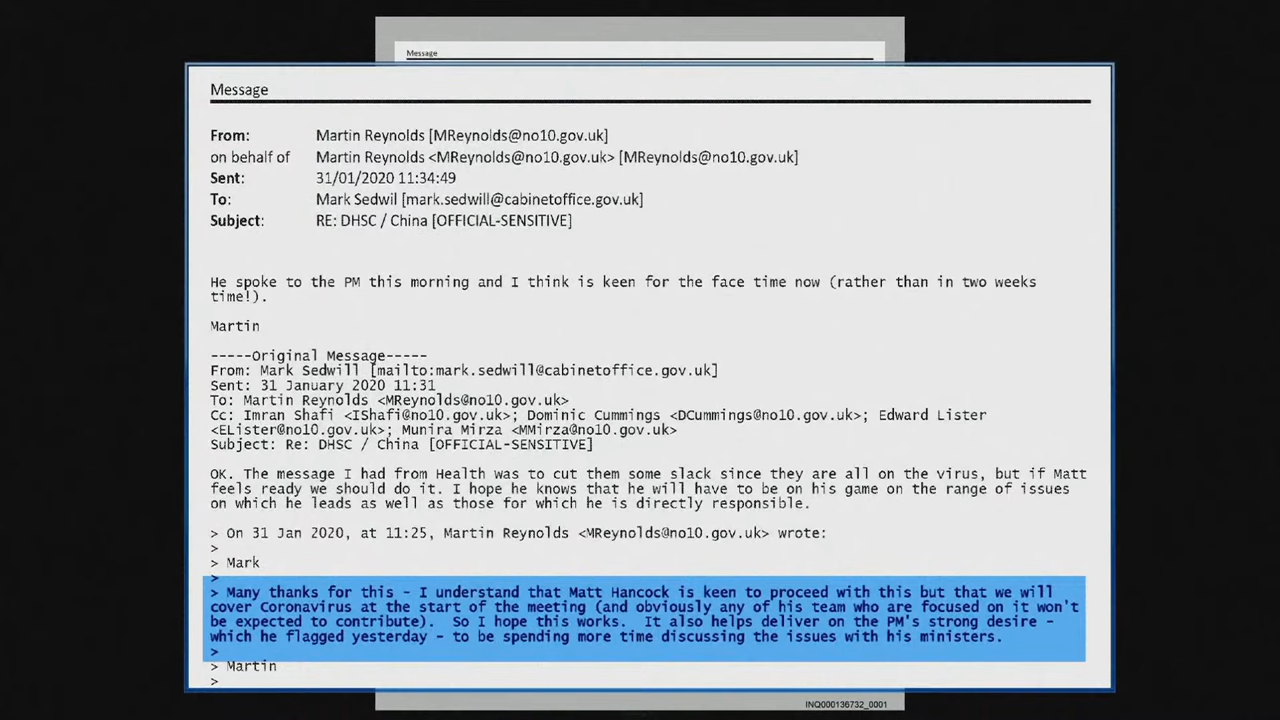 Message
Message
From: Martin Reynolds [MReynolds@no10.gov.uk]
on behalf of Martin Reynolds <MReynolds@no10.gov.uk> [MReynolds@no10.gov.uk]
Sent: 31/01/2020 11:34:49
To: Mark Sedwil [mark.sedwill@cabinetoffice.gov.uk]
Subject: RE: DHSC / China [OFFICIAL-SENSITIVE]
He spoke to the PM this morning and I think is keen for the face time now (rather than in two weeks
time!).
Martin
-----Original Message-----
From: Mark Sedwill [mailto:mark.sedwill@cabinetoffice.gov.uk]
Sent: 31 January 2020 11:31
To: Martin Reynolds <MReynolds@no10.gov.uk>
Cc: Imran Shafi <IShafi@no10.gov.uk>; Dominic Cummings <DCummings@no10.gov.uk>; Edward Lister
<ELister@no10.gov.uk>; Munira Mirza <MMirza@no10.gov.uk>
Subject: Re: DHSC / China [OFFICIAL-SENSITIVE]
OK. The message I had from Health was to cut them some slack since they are all on the virus, but if Matt
feels ready we should do it. I hope he knows that he will have to be on his game on the range of issues
on which he leads as well as those for which he is directly responsible.
> On 31 Jan 2020, at 11:25, Martin Reynolds <MReynolds@no10.gov.uk> wrote:
>
> Mark
>
> Many thanks for this - I understand that Matt Hancock is keen to proceed with this but that we will
cover Coronavirus at the start of the meeting (and obviously any of his team who are focused on it won't
be expected to contribute). So I hope this works. It also helps deliver on the PM's strong desire -
which he flagged yesterday - to be spending more time discussing the issues with his ministers.
>
> Martin
>
INQ000136732_0001